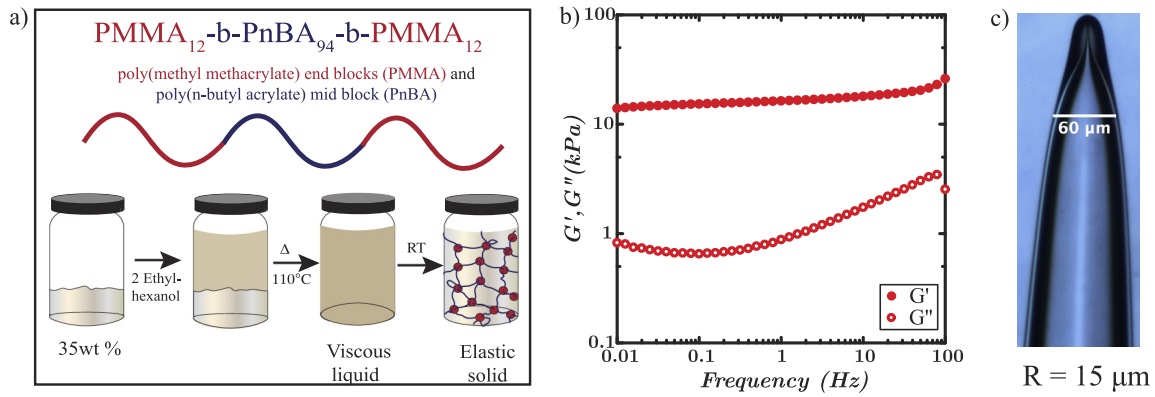 a)
PMMA12-b-PnBA94-b-PMMA12
poly(methyl methacrylate) end blocks (PMMA) and
poly(n-butyl acrylate) mid block (PnBA)
2 Ethyl-
hexanol
Δ
110°C
RT
35wt %
Viscous
liquid
Elastic
solid
b)
100
10
1
0.1
G', G" (kPa)
0.01
0.1
1
10
100
Frequency (Hz)
G'
G"
c)
60 μm
R = 15 μm